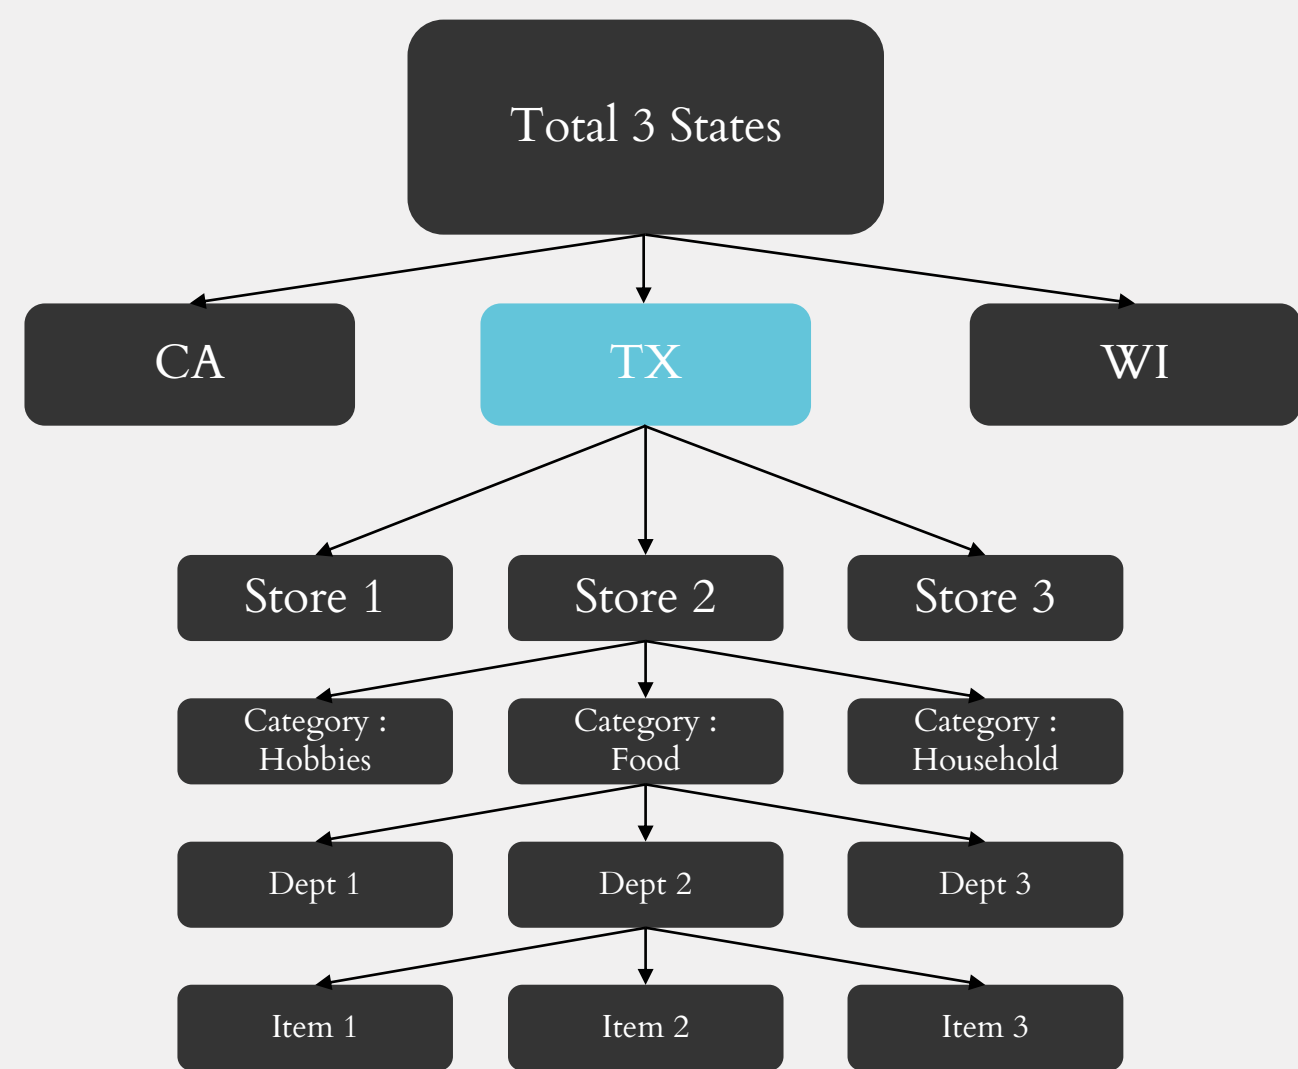 Total 3 States
CA
TX
WI
Store 1
Store 2
Store 3
Category :
Hobbies
Category :
Food
Category :
Household
Dept 1
Dept 2
Dept 3
Item 1
Item 2
Item 3